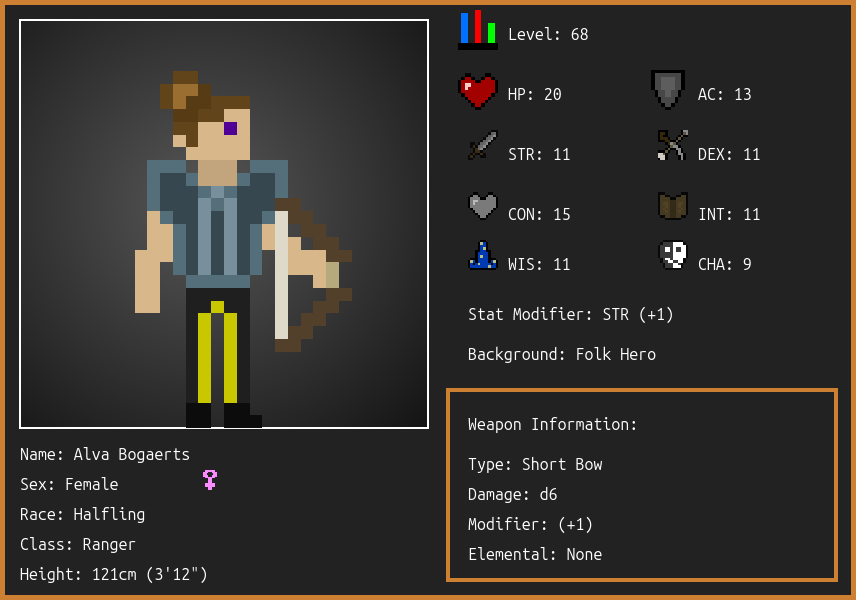 Level: 68
HP: 20
AC: 13
STR: 11
DEX: 11
CON: 15
INT: 11
WIS: 11
CHA: 9
Stat Modifier: STR (+1)
Background: Folk Hero
Weapon Information:
Type: Short Bow
Damage: d6
Modifier: (+1)
Elemental: None
Name: Alva Bogaerts
Sex: Female
Race: Halfling
Class: Ranger
Height: 121cm (3'12")